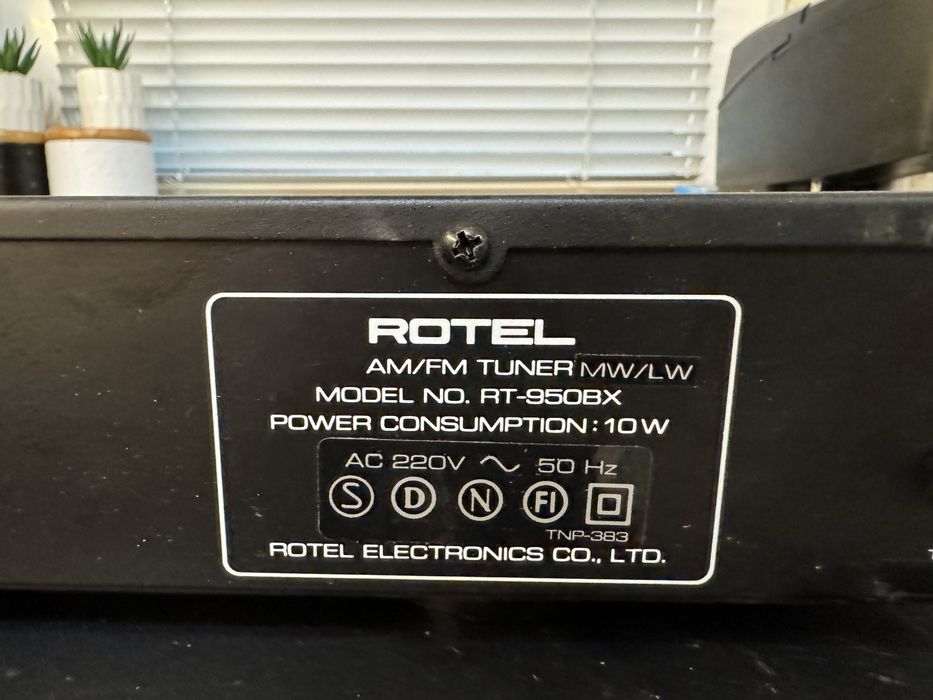 ROTEL
AM/FM TUNER MW/LW
MODEL NO. RT-950BX
POWER CONSUMPTION: 10W
AC 220V ~ 50 Hz
S D N FI
TNP-383
ROTEL ELECTRONICS CO., LTD.